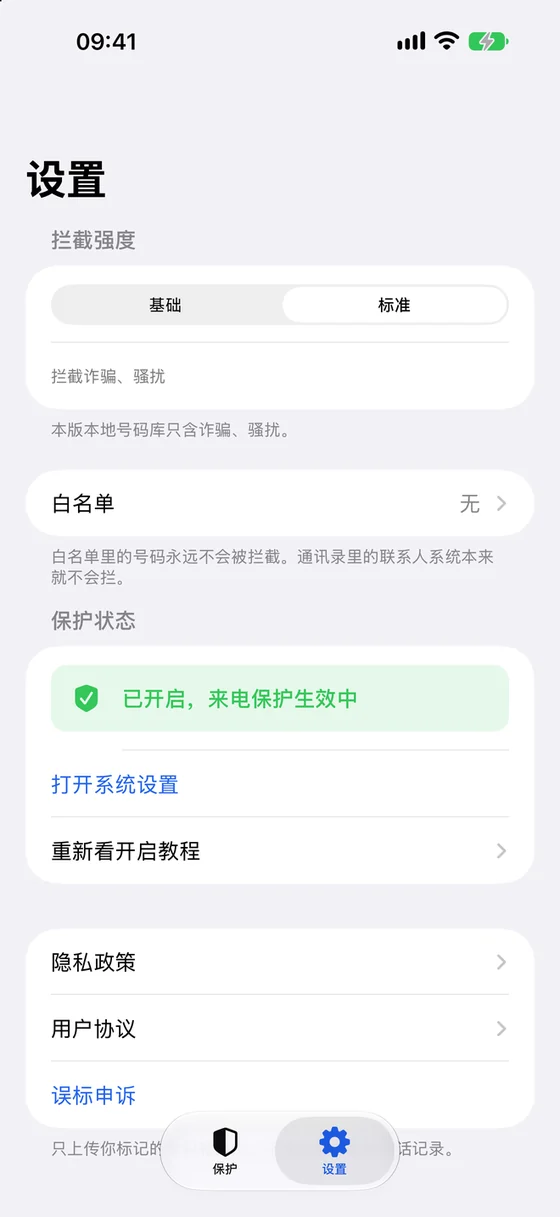 09:41
设置
拦截强度
基础
标准
拦截诈骗、骚扰
本版本地号码库只含诈骗、骚扰。
白名单
无
白名单里的号码永远不会被拦截。通讯录里的联系人系统本来
就不会拦。
保护状态
已开启，来电保护生效中
打开系统设置
重新看开启教程
隐私政策
用户协议
误标申诉
只上传你标记的
话记录。
保护
设置